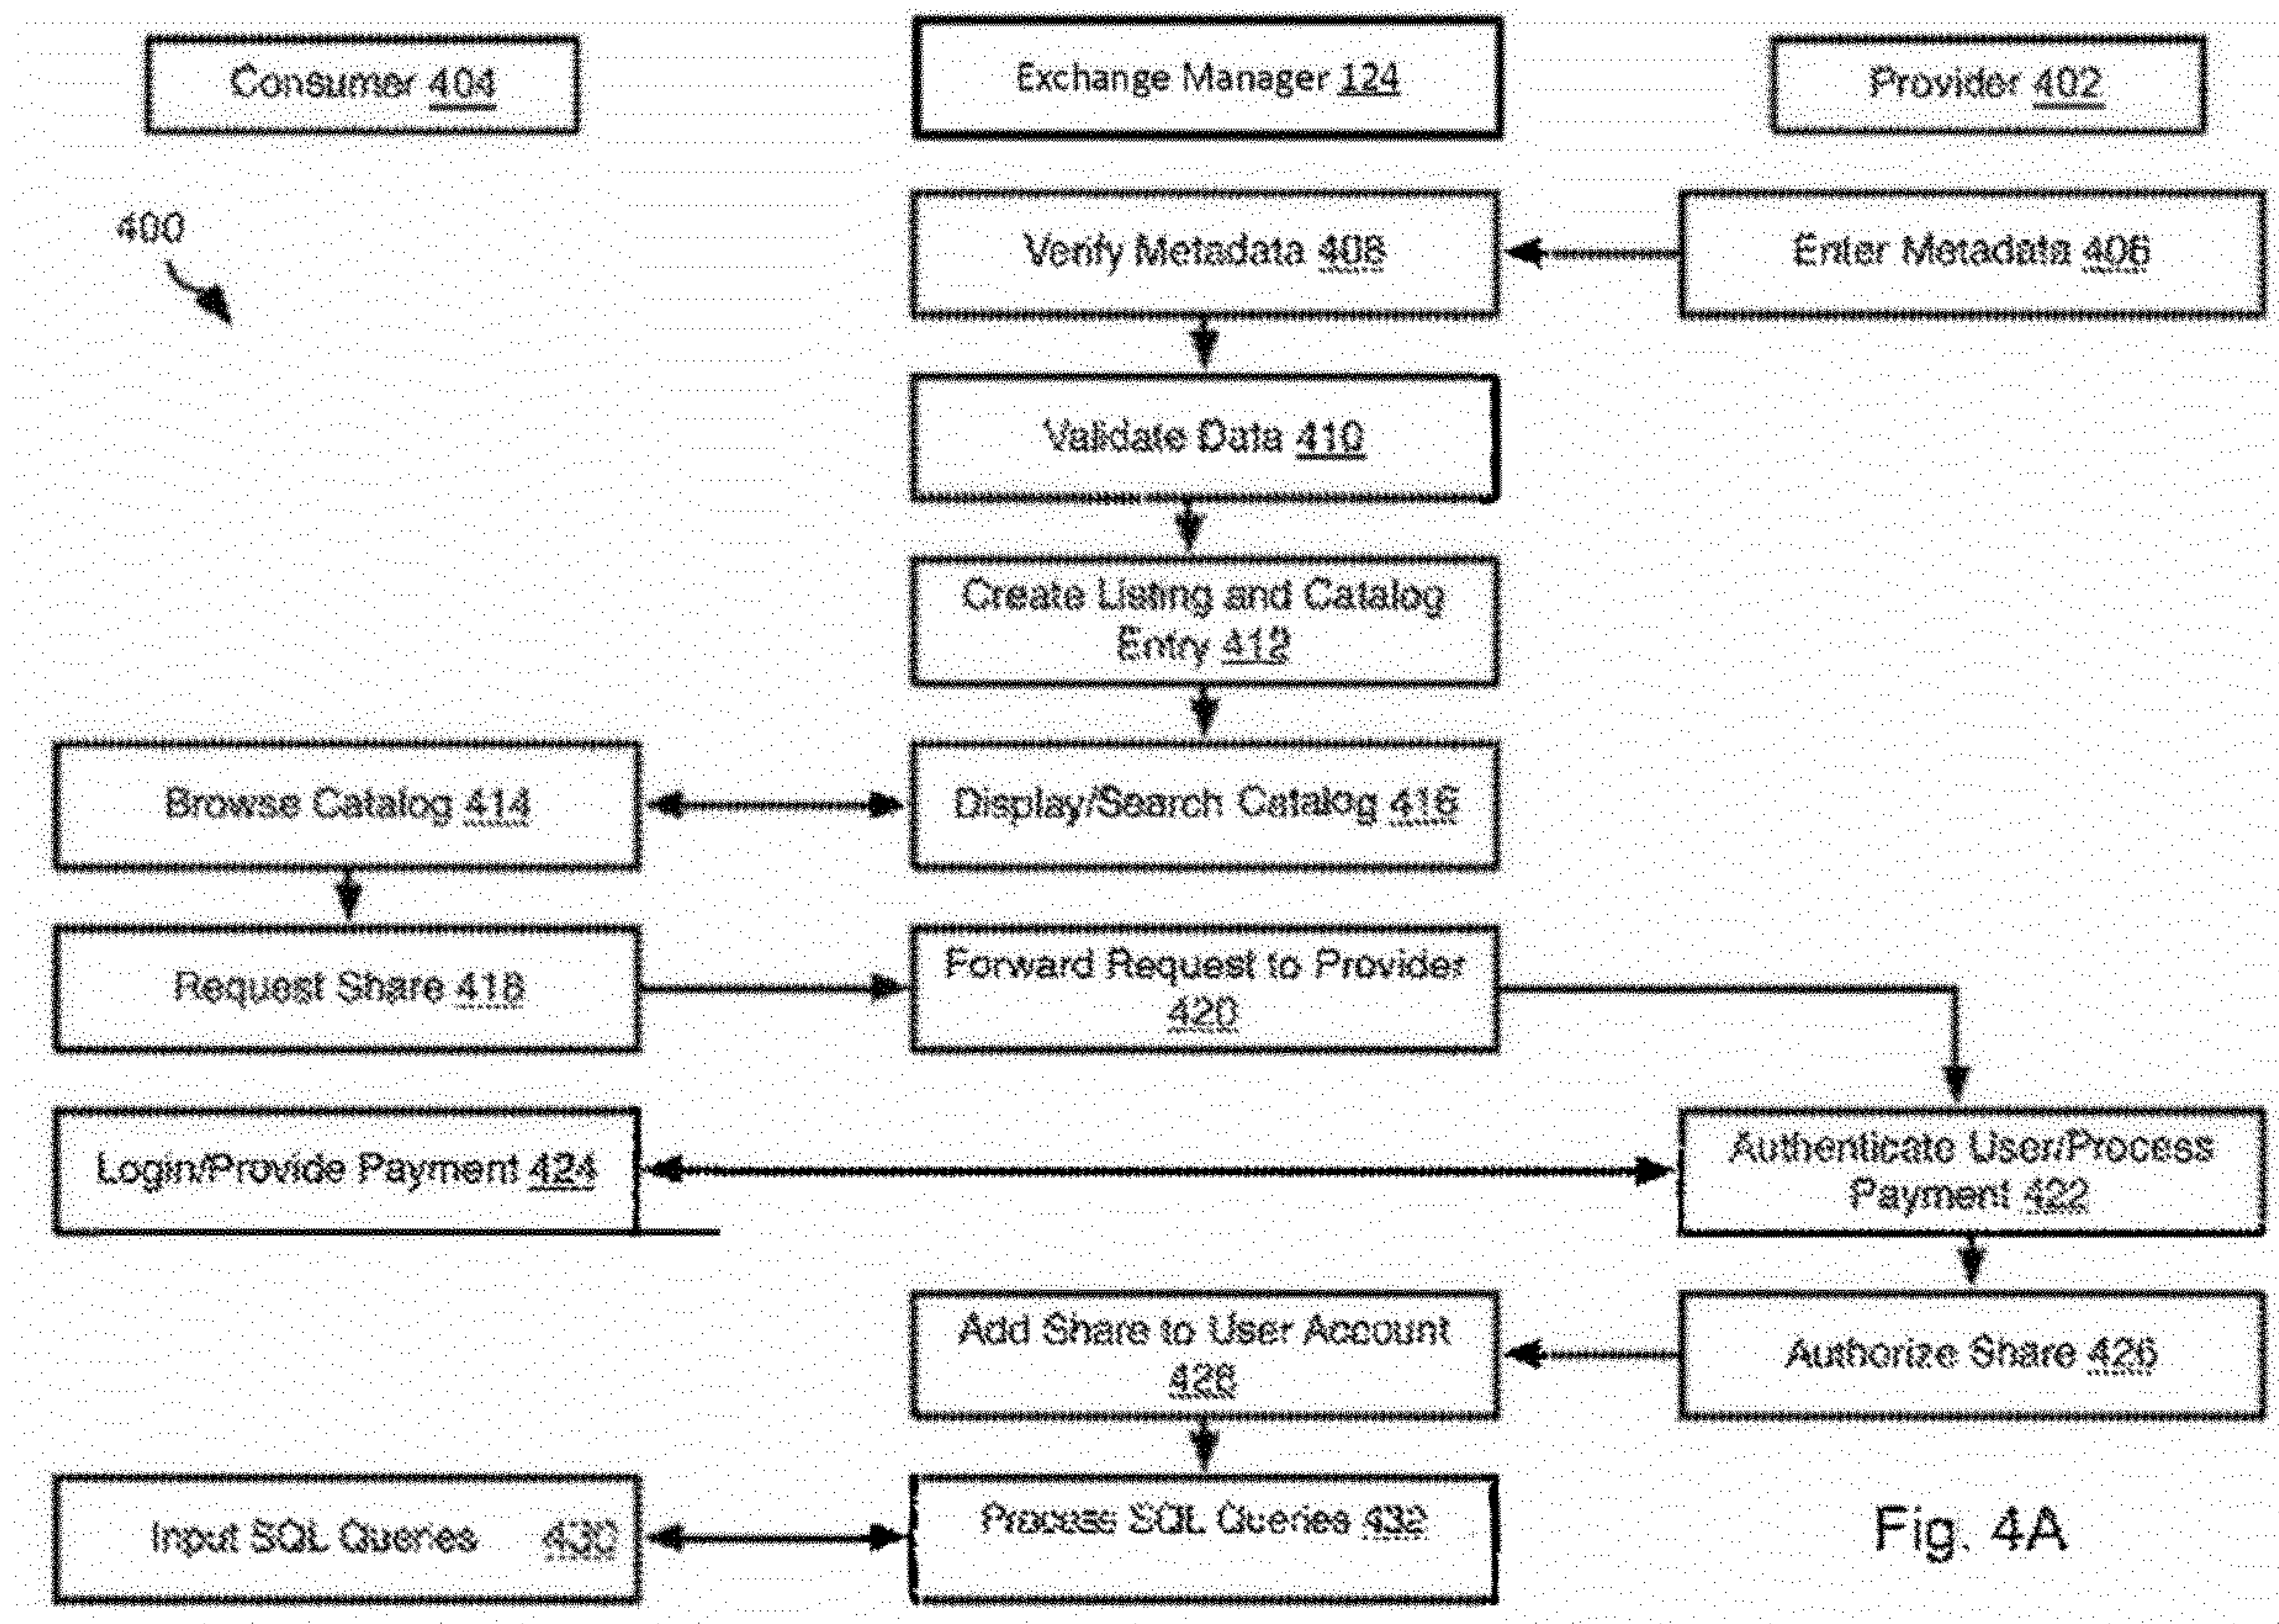 Consumer 404
Exchange Manager 124
Provider 402
400
Verify Metadata 408
Enter Metadata 406
Validate Data 410
Create Listing and Catalog
Entry 412
Browse Catalog 414
Display/Search Catalog 416
Request Share 418
Forward Request to Provider
420
Login/Provide Payment 424
Authenticate User/Process
Payment 422
Add Share to User Account
428
Authorize Share 426
Input SQL Queries 430
Process SQL Queries 432
Fig. 4A